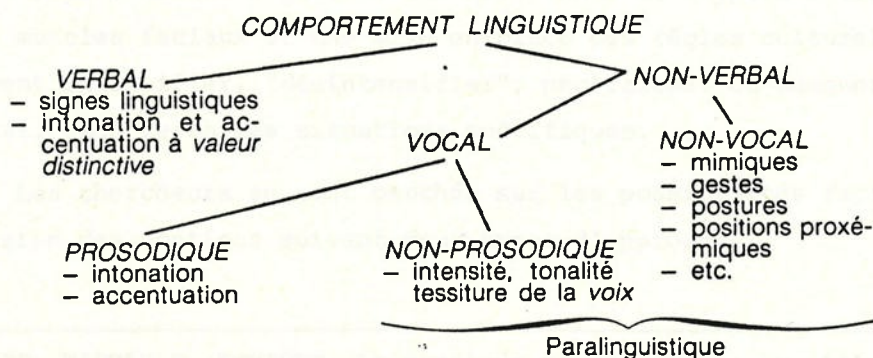 COMPORTEMENT LINGUISTIQUE
VERBAL
– signes linguistiques
– intonation et ac-
centuation à valeur
distinctive
NON-VERBAL
VOCAL
NON-VOCAL
– mimiques
– gestes
– postures
– positions proxé-
miques
– etc.
PROSODIQUE
– intonation
– accentuation
NON-PROSODIQUE
– intensité, tonalité
tessiture de la voix
Paralinguistique